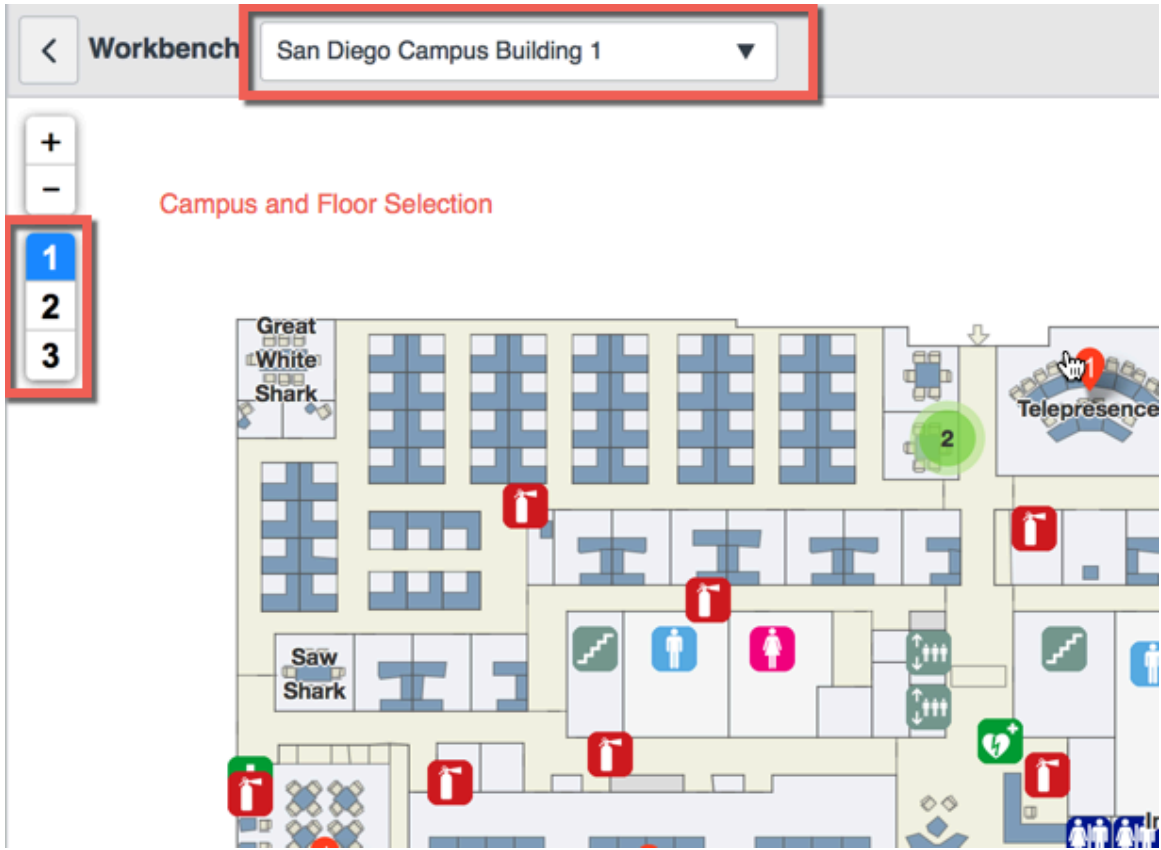 Workbench
San Diego Campus Building 1
+
−
Campus and Floor Selection
1
2
3
Great
White
Shark
1
Telepresence
2
Saw
Shark